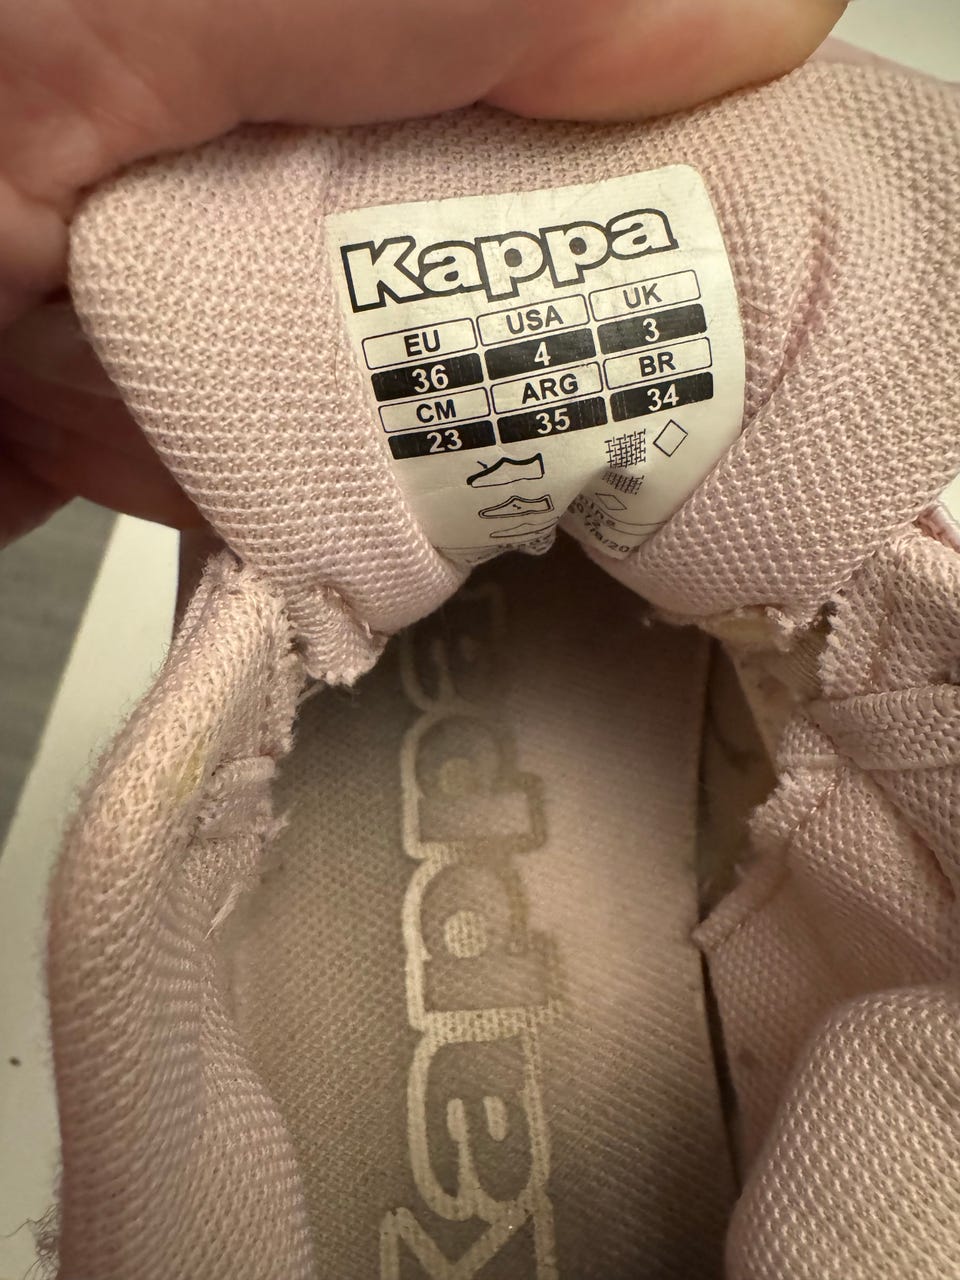 Kappa
EU USA UK
36 4 3
CM ARG BR
23 35 34
Kappa